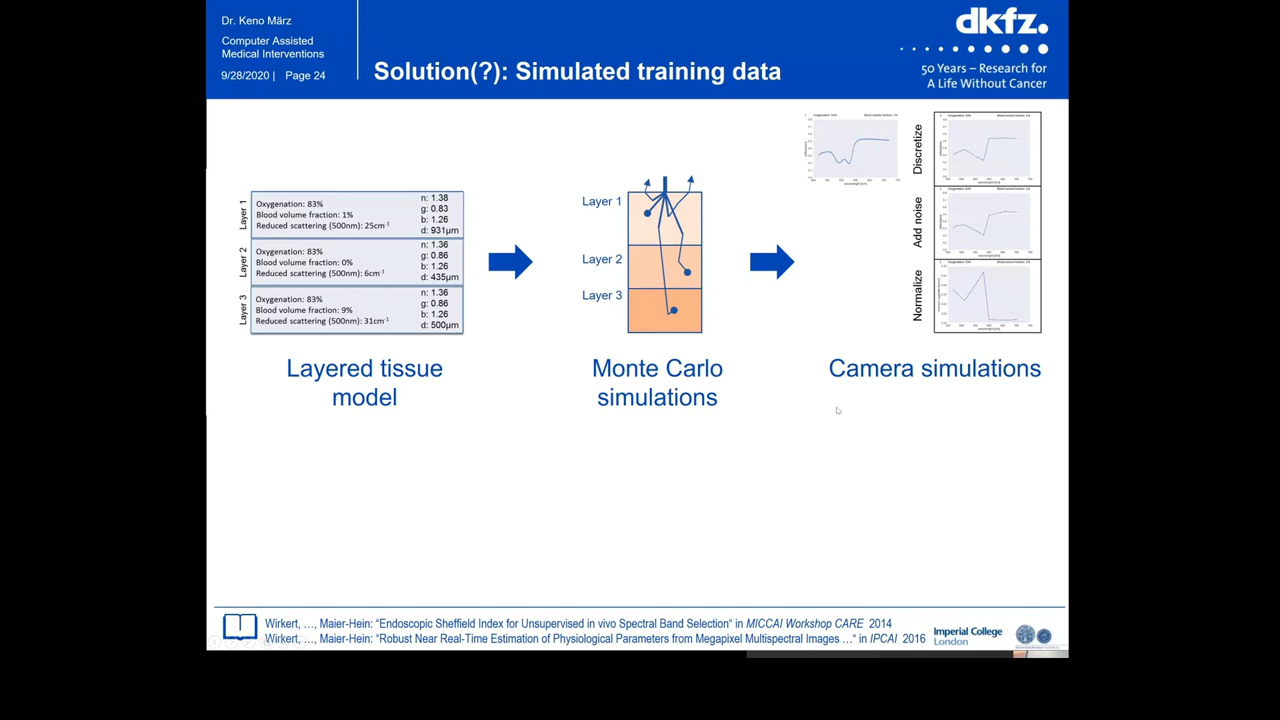 Dr. Keno März
Computer Assisted
Medical Interventions
9/28/2020 | Page 24
Solution(?): Simulated training data
dkfz.
50 Years – Research for
A Life Without Cancer
Layer 1
Oxygenation: 83%
Blood volume fraction: 1%
Reduced scattering (500nm): 25cm⁻¹
n: 1.38
g: 0.83
b: 1.26
d: 931µm
Layer 2
Oxygenation: 83%
Blood volume fraction: 0%
Reduced scattering (500nm): 6cm⁻¹
n: 1.36
g: 0.86
b: 1.26
d: 435µm
Layer 3
Oxygenation: 83%
Blood volume fraction: 9%
Reduced scattering (500nm): 31cm⁻¹
n: 1.36
g: 0.86
b: 1.26
d: 500µm
Layered tissue
model
Layer 1
Layer 2
Layer 3
Monte Carlo
simulations
Discretize
Add noise
Normalize
Camera simulations
Wirkert, …, Maier-Hein: “Endoscopic Sheffield Index for Unsupervised in vivo Spectral Band Selection“ in MICCAI Workshop CARE 2014
Wirkert, …, Maier-Hein: “Robust Near Real-Time Estimation of Physiological Parameters from Megapixel Multispectral Images …“ in IPCAI 2016
Imperial College
London